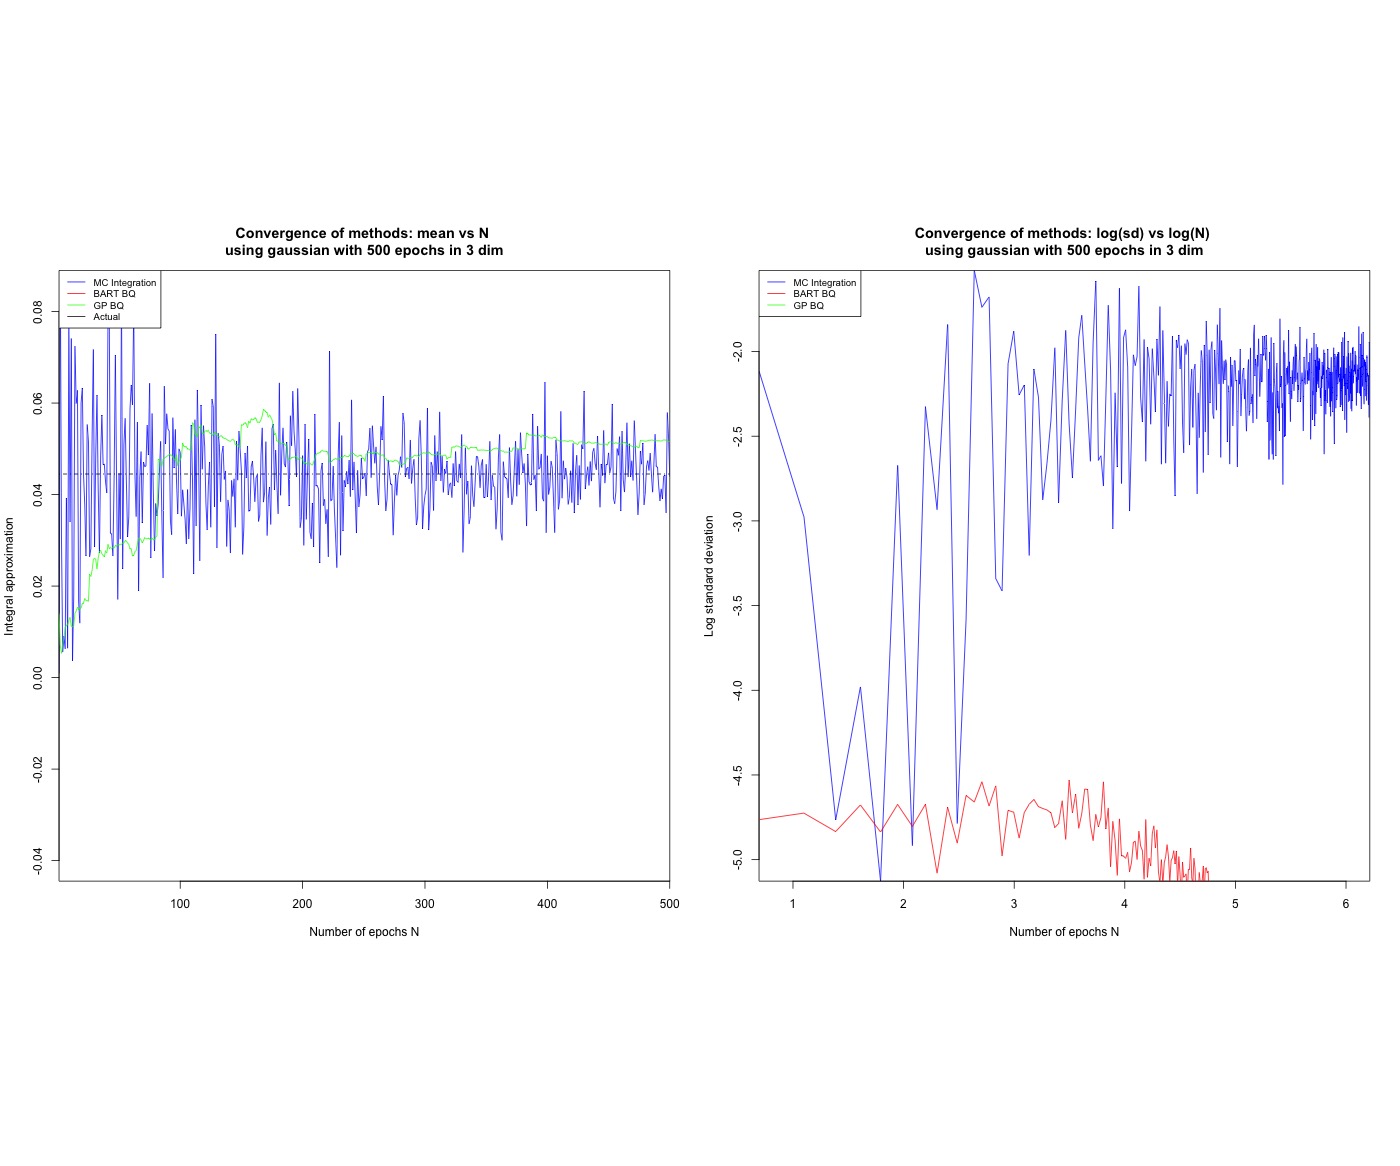 Convergence of methods: mean vs N
using gaussian with 500 epochs in 3 dim
MC Integration
BART BQ
GP BQ
Actual
Integral approximation
0.08
0.06
0.04
0.02
0.00
-0.02
-0.04
100 200 300 400 500
Number of epochs N
Convergence of methods: log(sd) vs log(N)
using gaussian with 500 epochs in 3 dim
MC Integration
BART BQ
GP BQ
Log standard deviation
-2.0
-2.5
-3.0
-3.5
-4.0
-4.5
-5.0
1 2 3 4 5 6
Number of epochs N